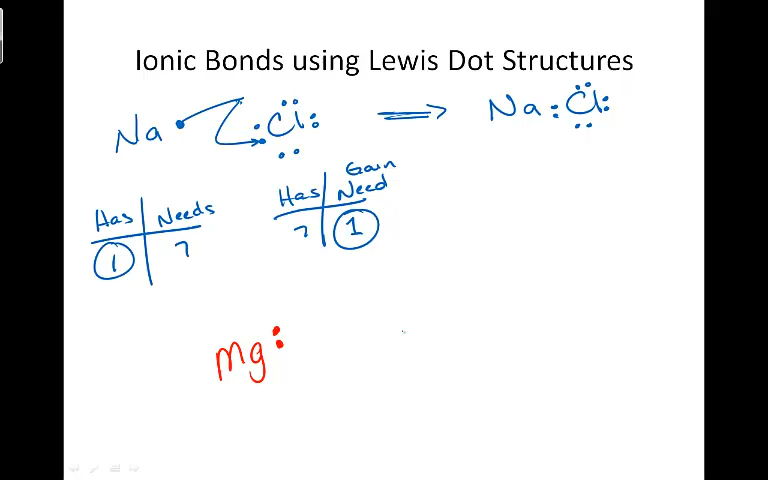 Ionic Bonds using Lewis Dot Structures
Na Cl ⇒ Na Cl
Has Needs
1 7
Has Gain Need
7 1
Mg